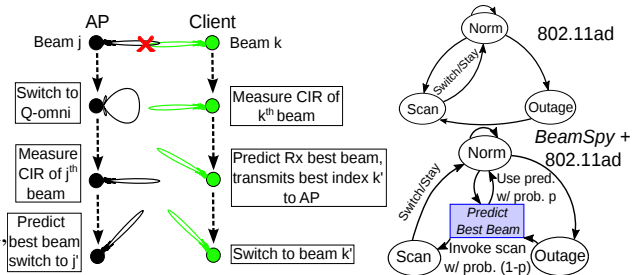 AP
Client
Beam j
Beam k
Switch to
Q-omni
Measure CIR of
kth beam
Measure
CIR of jth
beam
Predict Rx best beam,
transmits best index k'
to AP
Predict
best beam
switch to j'
Switch to beam k'
Norm
802.11ad
Switch/Stay
Scan
Outage
BeamSpy +
802.11ad
Norm
Switch/Stay
Use pred.
w/ prob. p
Predict
Best Beam
Scan
Invoke scan
w/ prob. (1-p)
Outage